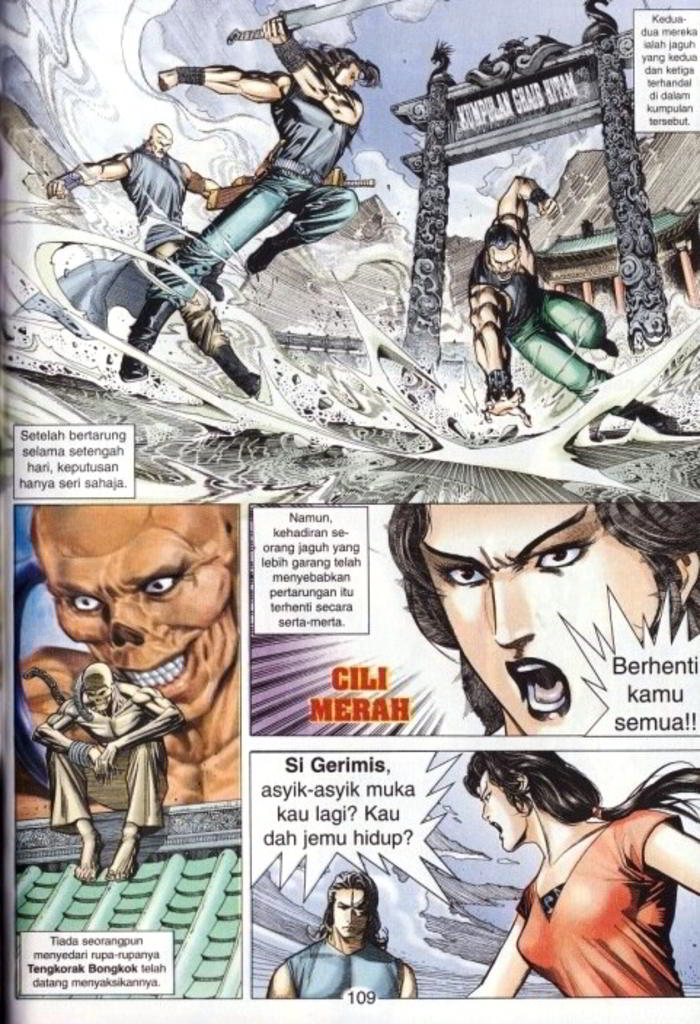 Kedua-
dua mereka
ialah jaguh
yang kedua
dan ketiga
terhandal
di dalam
kumpulan
tersebut.
KUMPULAN GHAIB HITAM
Setelah bertarung
selama setengah
hari, keputusan
hanya seri sahaja.
Tiada seorangpun
menyedari rupa-rupanya
Tengkorak Bongkok telah
datang menyaksikannya.
Namun,
kehadiran se-
orang jaguh yang
lebih garang telah
menyebabkan
pertarungan itu
terhenti secara
serta-merta.
CILI
MERAH
Berhenti
kamu
semua!!
Si Gerimis,
asyik-asyik muka
kau lagi? Kau
dah jemu hidup?
109